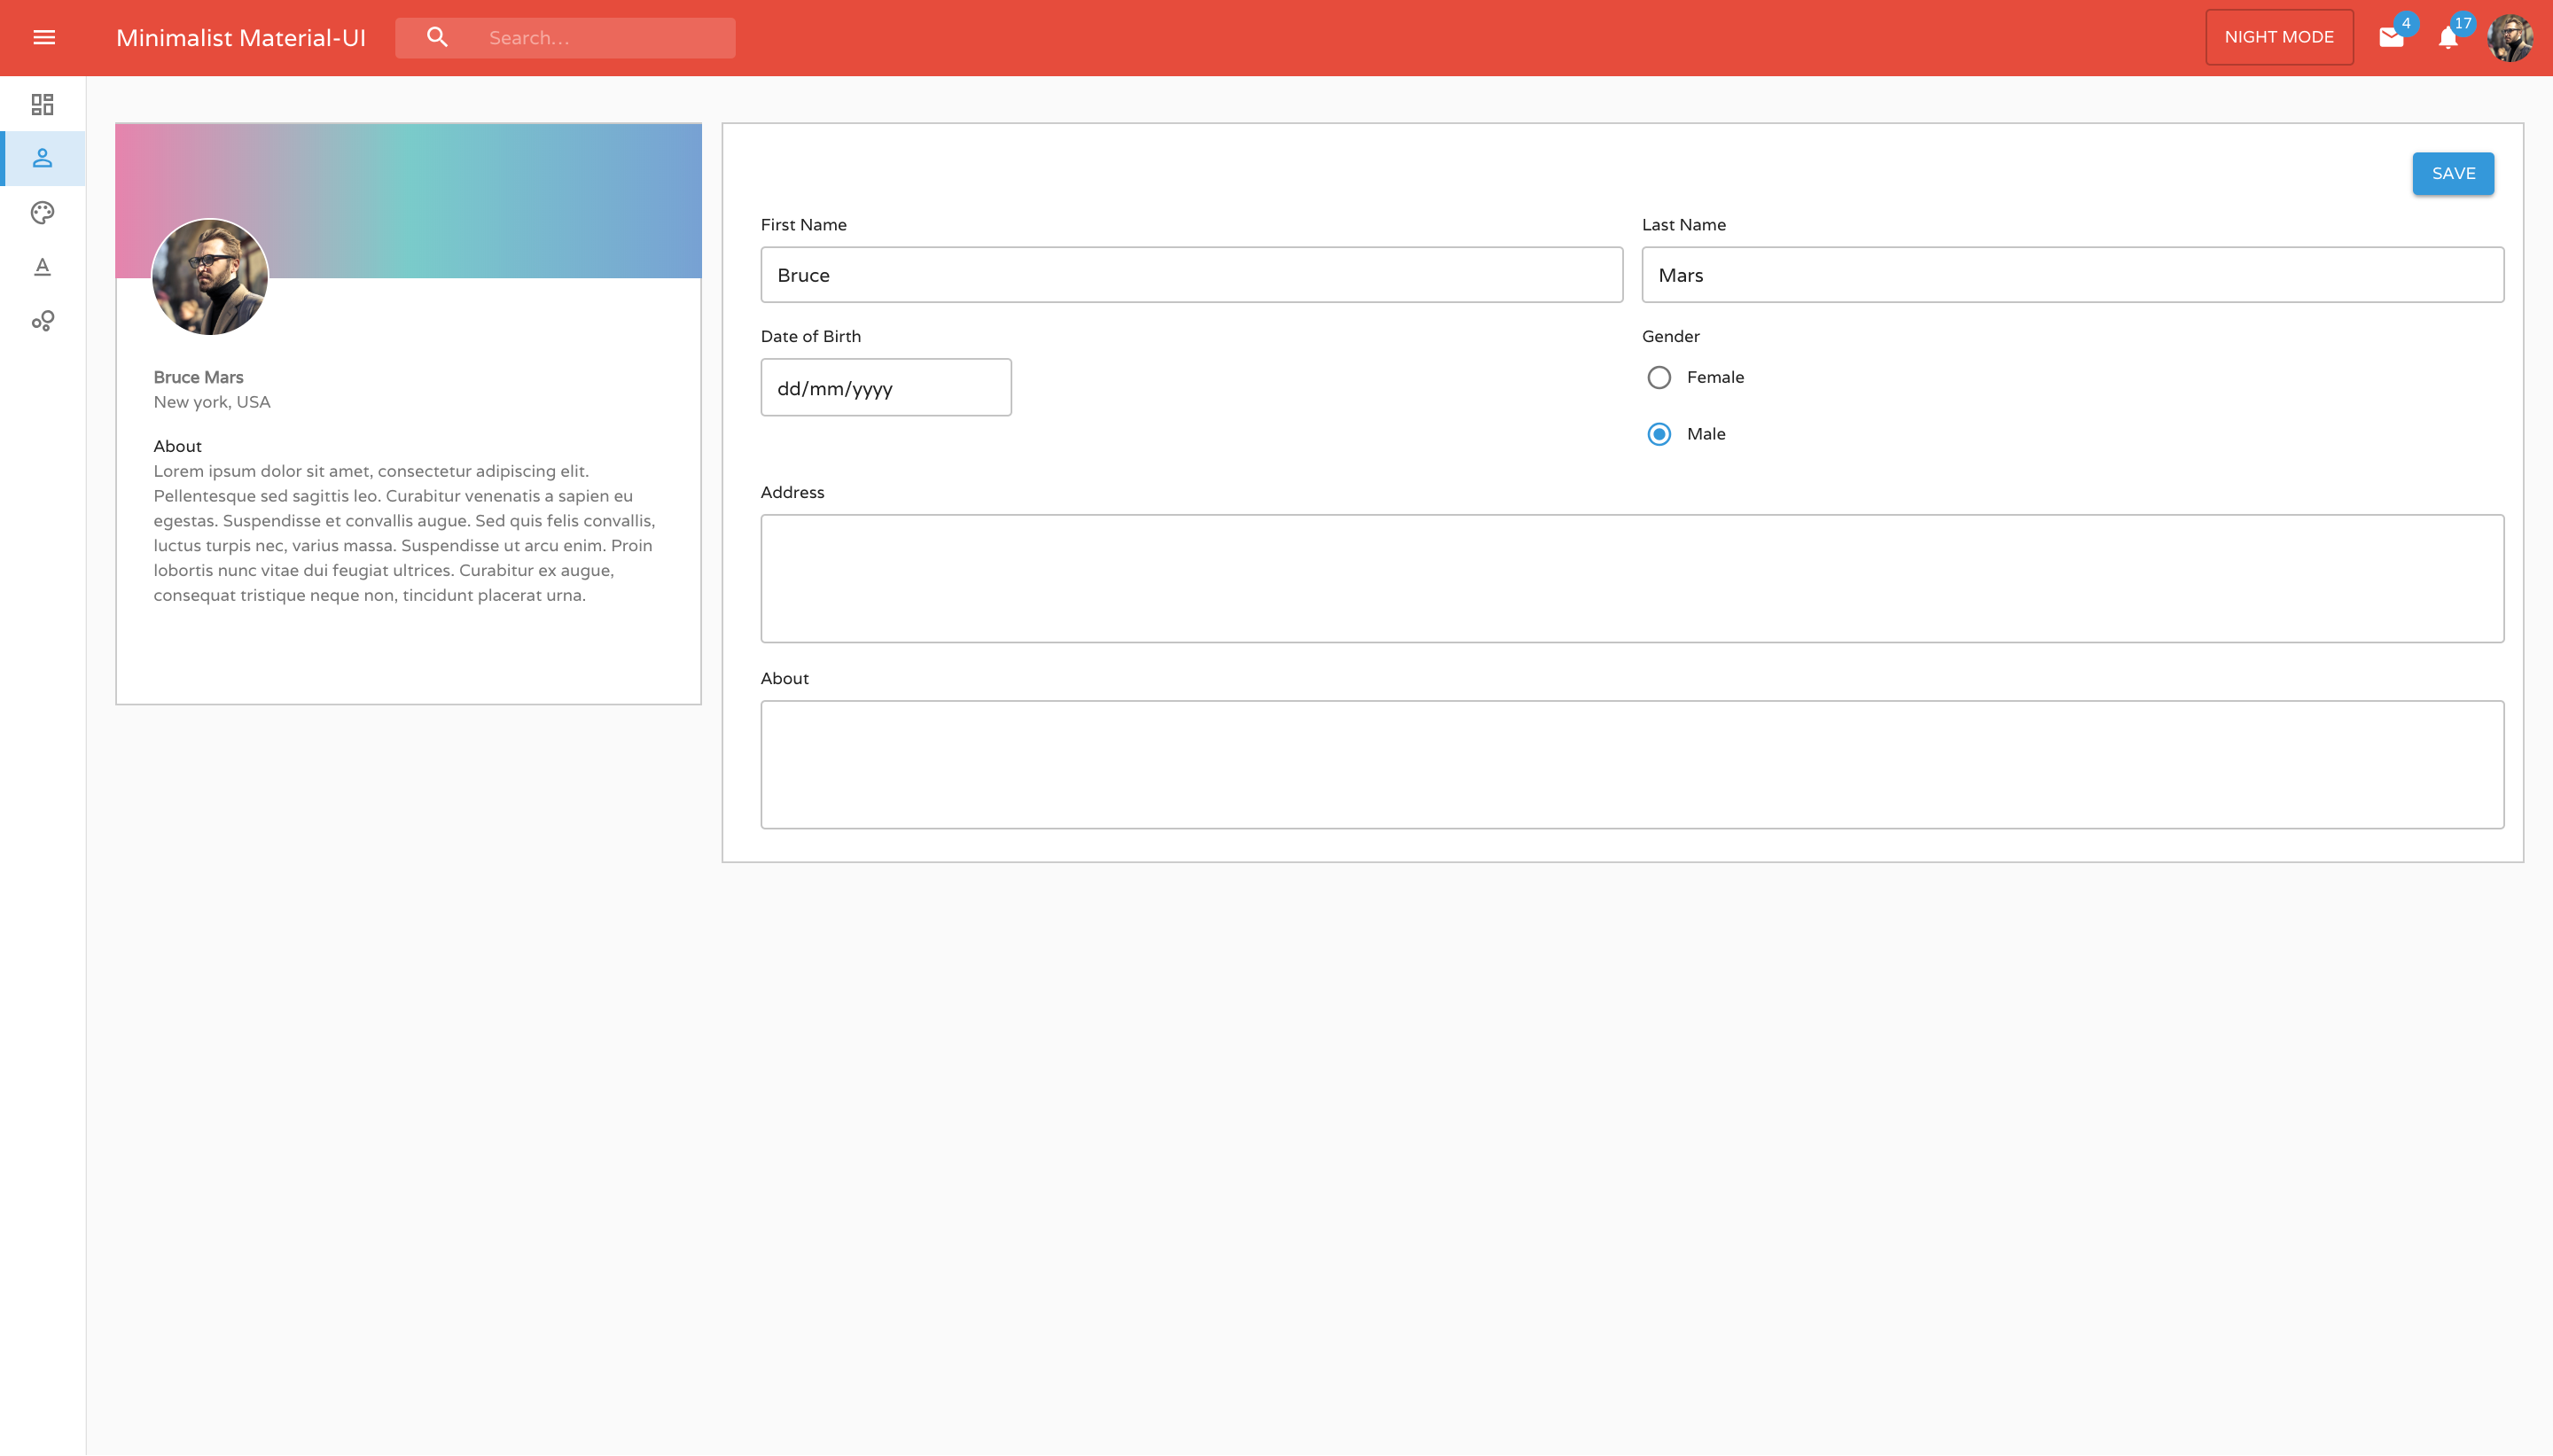 Minimalist Material-UI
Search...
NIGHT MODE
4
17
Bruce Mars
New york, USA
About
Lorem ipsum dolor sit amet, consectetur adipiscing elit.
Pellentesque sed sagittis leo. Curabitur venenatis a sapien eu
egestas. Suspendisse et convallis augue. Sed quis felis convallis,
luctus turpis nec, varius massa. Suspendisse ut arcu enim. Proin
lobortis nunc vitae dui feugiat ultrices. Curabitur ex augue,
consequat tristique neque non, tincidunt placerat urna.
SAVE
First Name
Last Name
Bruce
Mars
Date of Birth
Gender
dd/mm/yyyy
Female
Male
Address
About